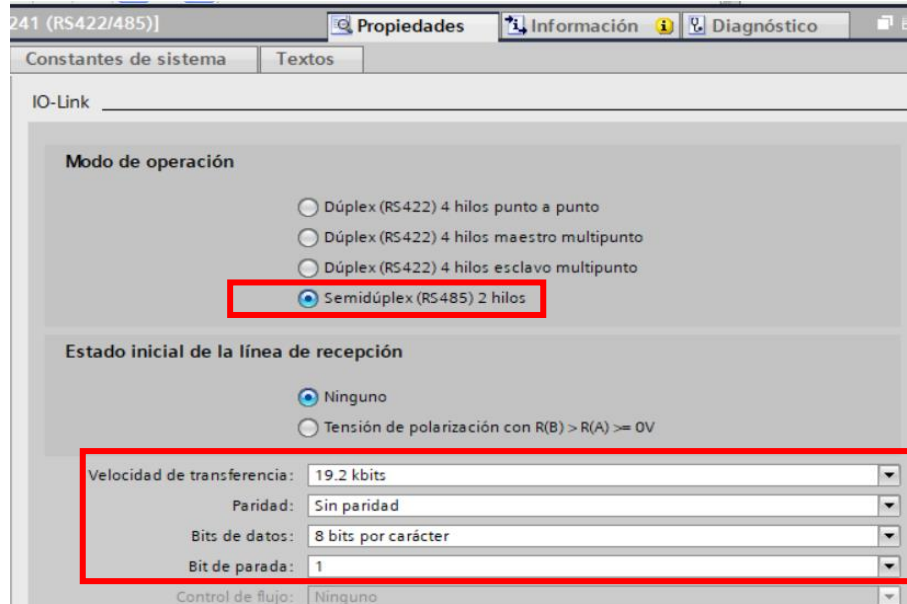 241 (RS422/485)]
Propiedades
Información
Diagnóstico
Constantes de sistema
Textos
IO-Link
Modo de operación
Dúplex (RS422) 4 hilos punto a punto
Dúplex (RS422) 4 hilos maestro multipunto
Dúplex (RS422) 4 hilos esclavo multipunto
Semidúplex (RS485) 2 hilos
Estado inicial de la línea de recepción
Ninguno
Tensión de polarización con R(B) > R(A) >= 0V
Velocidad de transferencia: 19.2 kbits
Paridad: Sin paridad
Bits de datos: 8 bits por carácter
Bit de parada: 1
Control de flujo: Ninguno